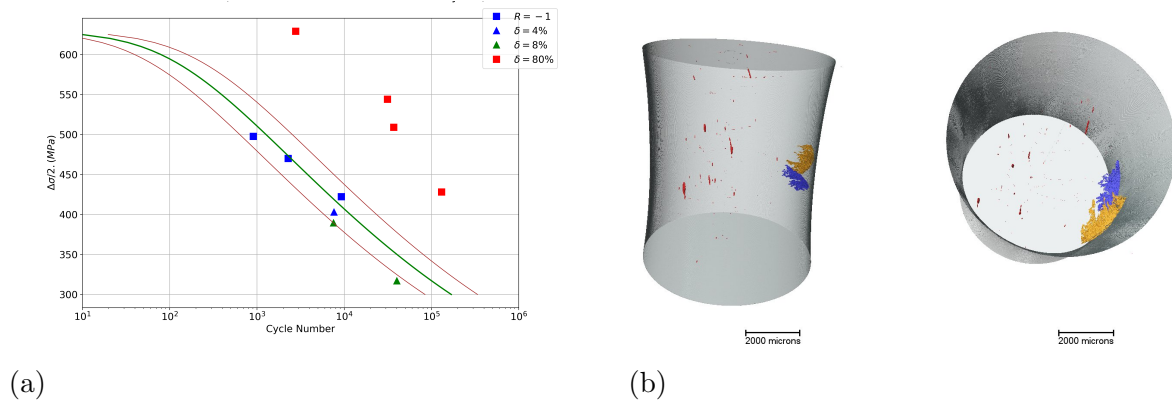 R = −1
δ = 4%
δ = 8%
δ = 80%
600
550
500
450
400
350
300
Δσ/2. (MPa)
10¹ 10² 10³ 10⁴ 10⁵ 10⁶
Cycle Number
2000 microns
2000 microns
(a)
(b)